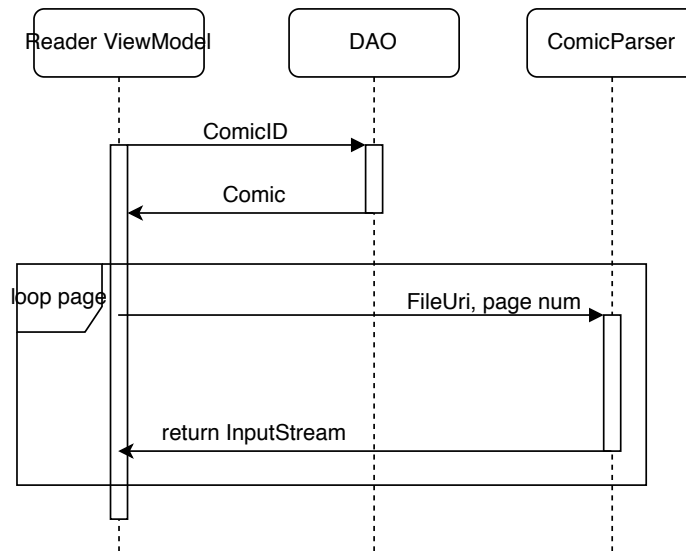 Reader ViewModel
DAO
ComicParser
ComicID
Comic
loop page
FileUri, page num
return InputStream